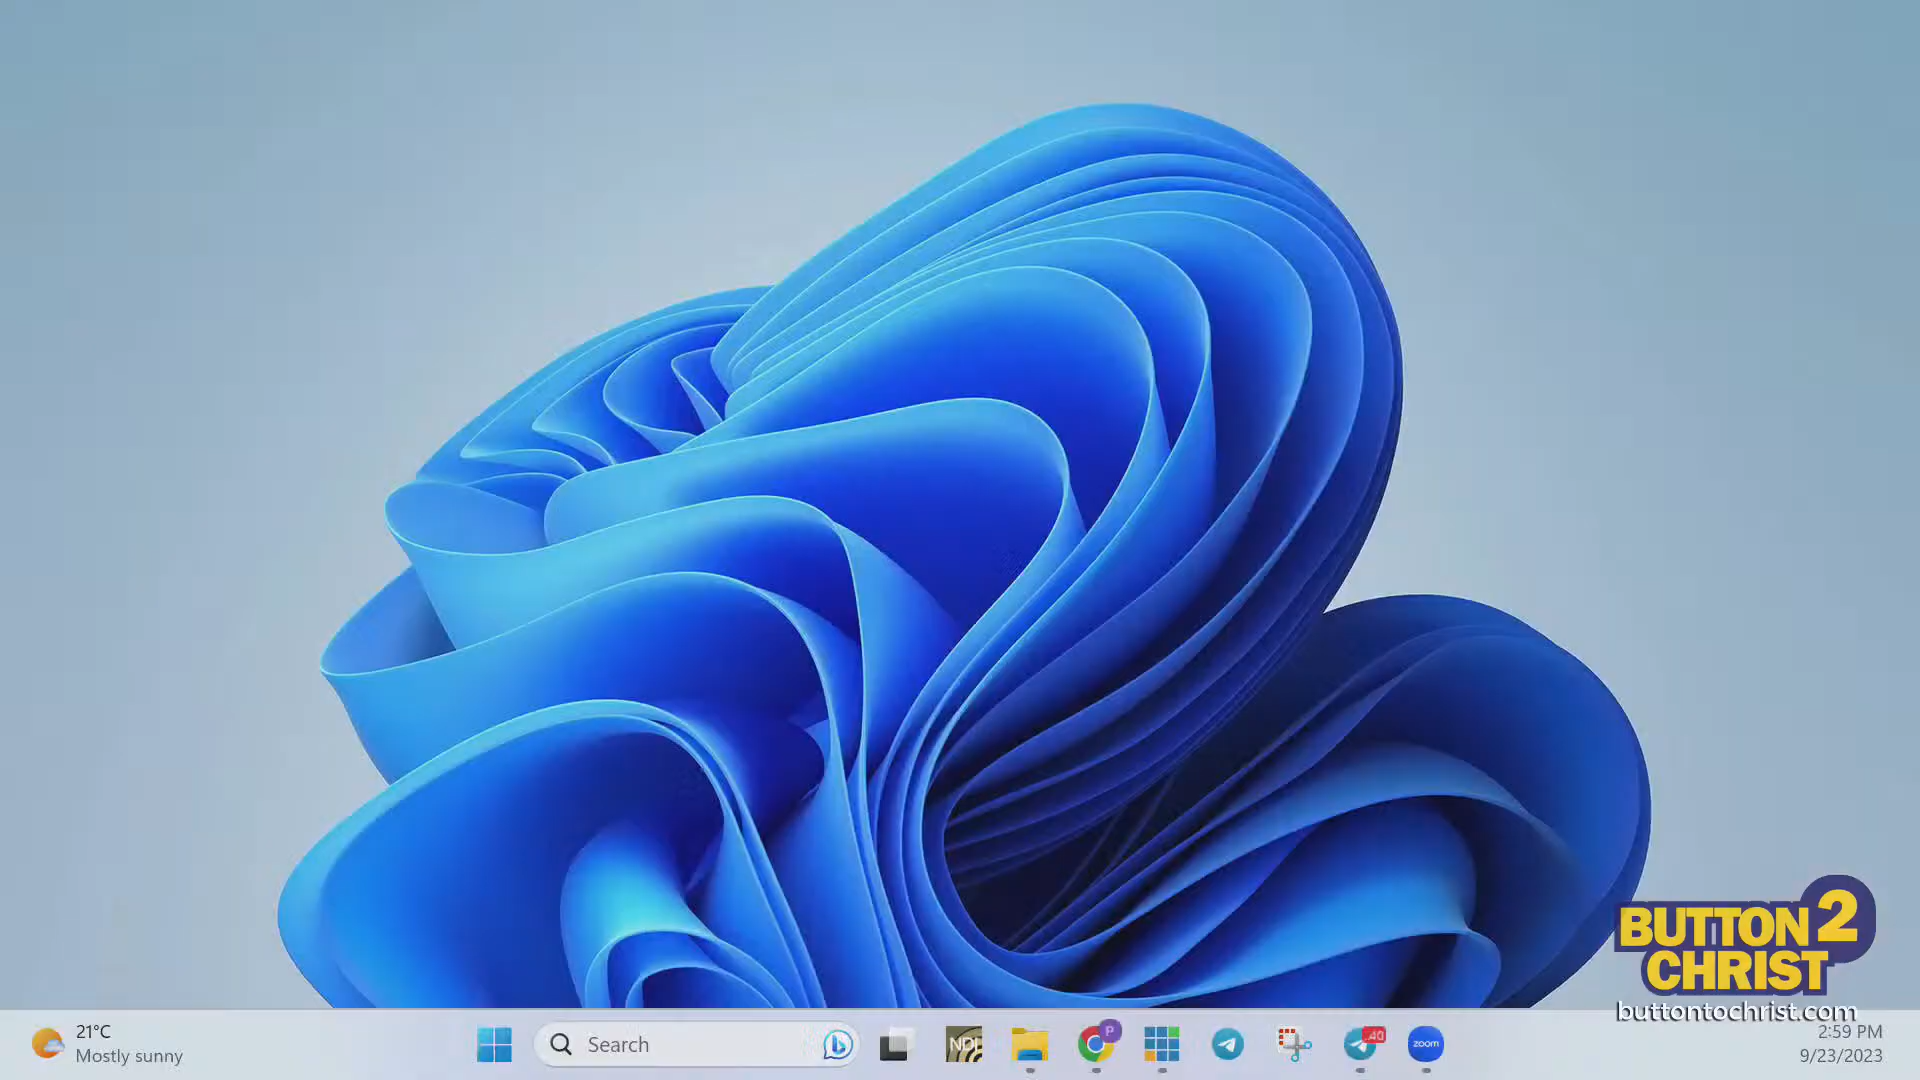 BUTTON 2
CHRIST
buttontochrist.com
21°C
Mostly sunny
Search
NDI
P
40
zoom
2:59 PM
9/23/2023